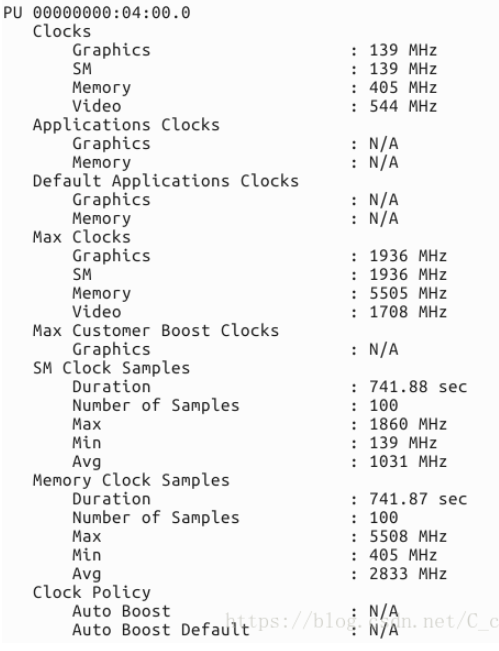 PU 00000000:04:00.0
Clocks
Graphics : 139 MHz
SM : 139 MHz
Memory : 405 MHz
Video : 544 MHz
Applications Clocks
Graphics : N/A
Memory : N/A
Default Applications Clocks
Graphics : N/A
Memory : N/A
Max Clocks
Graphics : 1936 MHz
SM : 1936 MHz
Memory : 5505 MHz
Video : 1708 MHz
Max Customer Boost Clocks
Graphics : N/A
SM Clock Samples
Duration : 741.88 sec
Number of Samples : 100
Max : 1860 MHz
Min : 139 MHz
Avg : 1031 MHz
Memory Clock Samples
Duration : 741.87 sec
Number of Samples : 100
Max : 5508 MHz
Min : 405 MHz
Avg : 2833 MHz
Clock Policy
Auto Boost : N/A
Auto Boost Default : N/A
https://blog.csdn.net/C_c